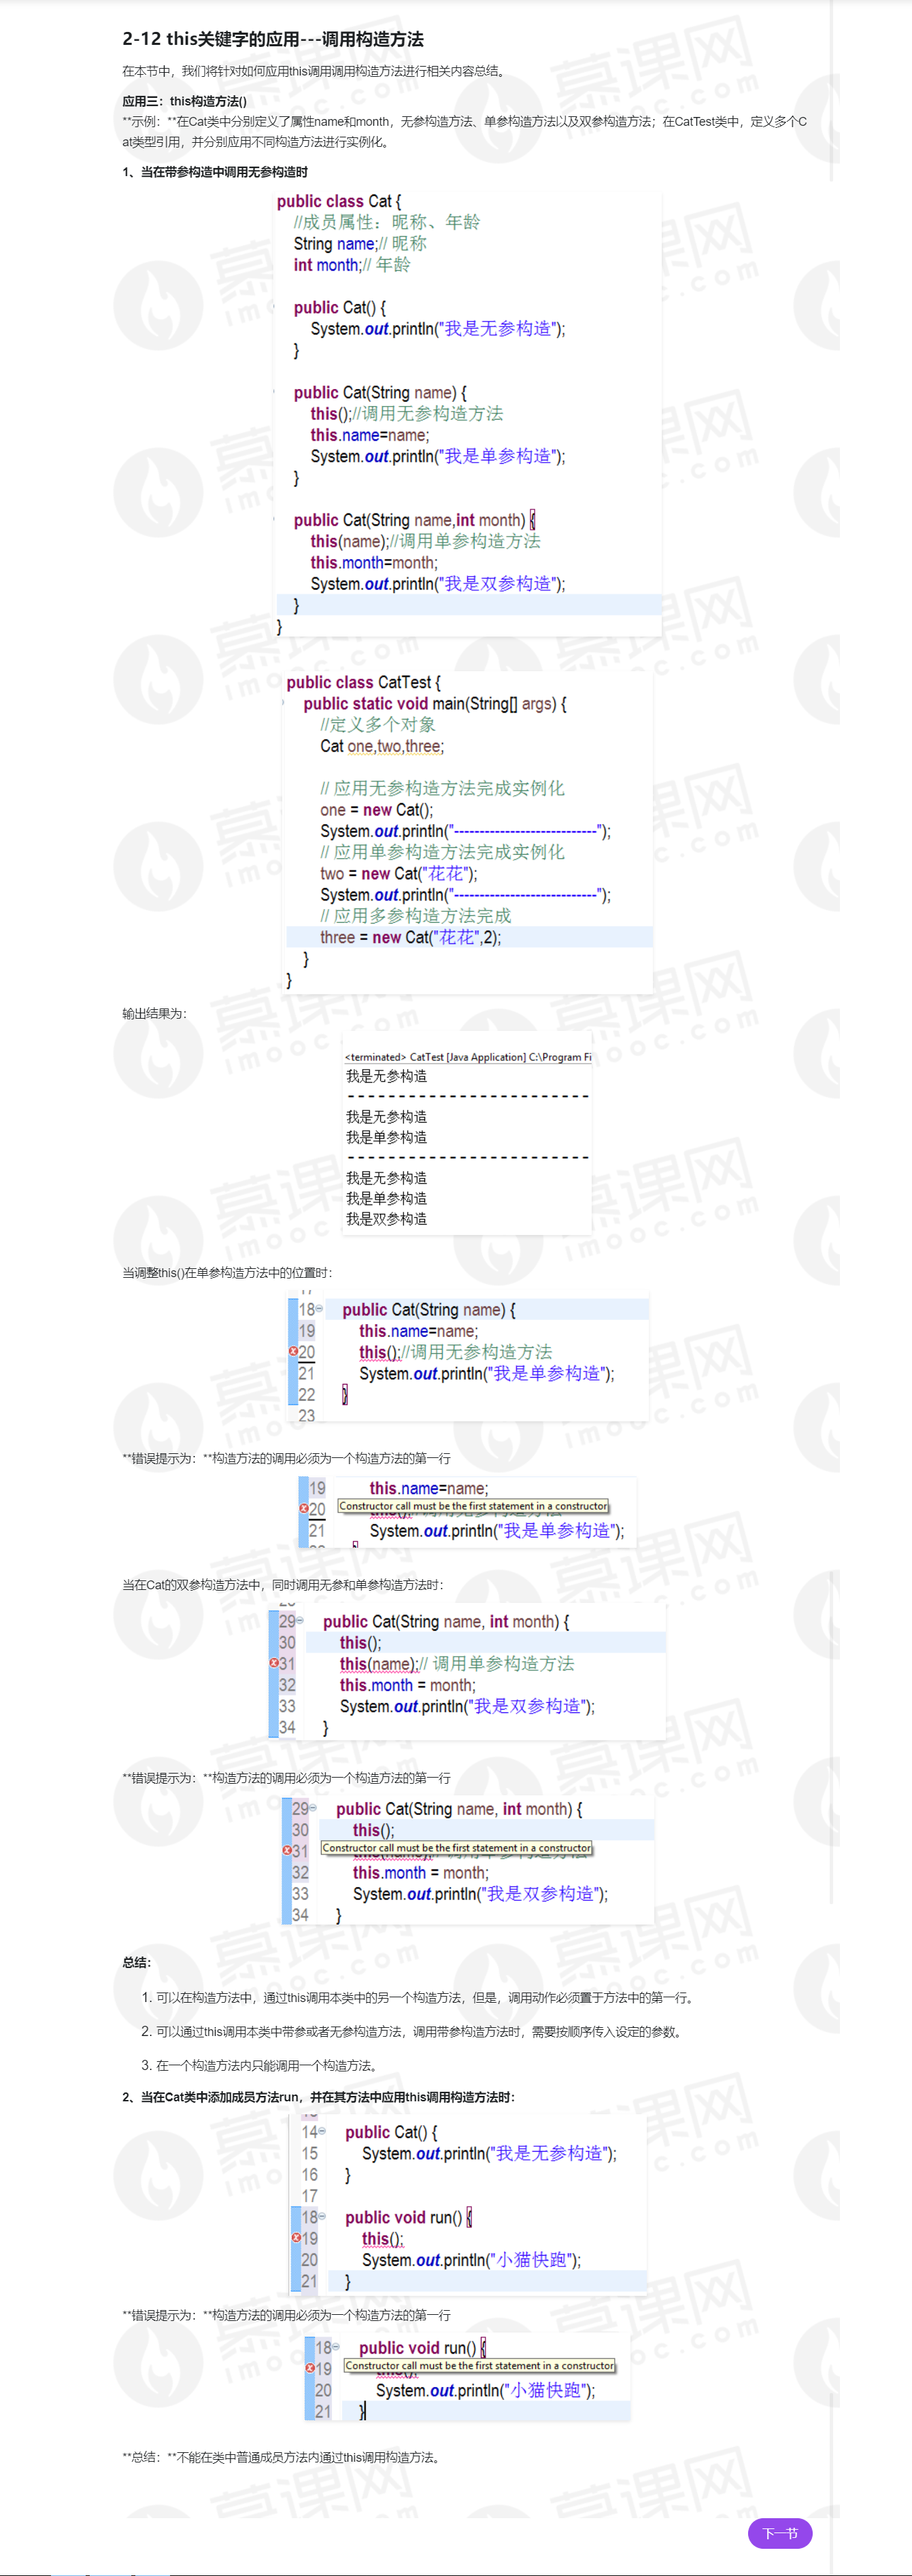 2-12 this关键字的应用---调用构造方法
在本节中，我们将针对如何应用this调用调用构造方法进行相关内容总结。
应用三：this构造方法()
**示例：**在Cat类中分别定义了属性name和month，无参构造方法、单参构造方法以及双参构造方法；在CatTest类中，定义多个C
at类型引用，并分别应用不同构造方法进行实例化。
1、当在带参构造中调用无参构造时
public class Cat {
//成员属性：昵称、年龄
String name;// 昵称
int month;// 年龄
public Cat() {
System.out.println("我是无参构造");
}
public Cat(String name) {
this();//调用无参构造方法
this.name=name;
System.out.println("我是单参构造");
}
public Cat(String name,int month) {
this(name);//调用单参构造方法
this.month=month;
System.out.println("我是双参构造");
}
}
public class CatTest {
public static void main(String[] args) {
//定义多个对象
Cat one,two,three;
// 应用无参构造方法完成实例化
one = new Cat();
System.out.println("----------------------------");
// 应用单参构造方法完成实例化
two = new Cat("花花");
System.out.println("----------------------------");
// 应用多参构造方法完成
three = new Cat("花花",2);
}
}
输出结果为：
<terminated> CatTest [Java Application] C:\Program Fi
我是无参构造
------------------------
我是无参构造
我是单参构造
------------------------
我是无参构造
我是单参构造
我是双参构造
当调整this()在单参构造方法中的位置时：
17
18 public Cat(String name) {
19 this.name=name;
20 this();//调用无参构造方法
21 System.out.println("我是单参构造");
22 }
23
**错误提示为：**构造方法的调用必须为一个构造方法的第一行
19 this.name=name;
20 Constructor call must be the first statement in a constructor
21 System.out.println("我是单参构造");
}
当在Cat的双参构造方法中，同时调用无参和单参构造方法时：
28
29 public Cat(String name, int month) {
30 this();
31 this(name);// 调用单参构造方法
32 this.month = month;
33 System.out.println("我是双参构造");
34 }
**错误提示为：**构造方法的调用必须为一个构造方法的第一行
29 public Cat(String name, int month) {
30 this();
31 Constructor call must be the first statement in a constructor
32 this.month = month;
33 System.out.println("我是双参构造");
34 }
总结：
1. 可以在构造方法中，通过this调用本类中的另一个构造方法，但是，调用动作必须置于方法中的第一行。
2. 可以通过this调用本类中带参或者无参构造方法，调用带参构造方法时，需要按顺序传入设定的参数。
3. 在一个构造方法内只能调用一个构造方法。
2、当在Cat类中添加成员方法run，并在其方法中应用this调用构造方法时：
14 public Cat() {
15 System.out.println("我是无参构造");
16 }
17
18 public void run() {
19 this();
20 System.out.println("小猫快跑");
21 }
**错误提示为：**构造方法的调用必须为一个构造方法的第一行
18 public void run() {
19 Constructor call must be the first statement in a constructor
20 System.out.println("小猫快跑");
21 }
**总结：**不能在类中普通成员方法内通过this调用构造方法。
下一节